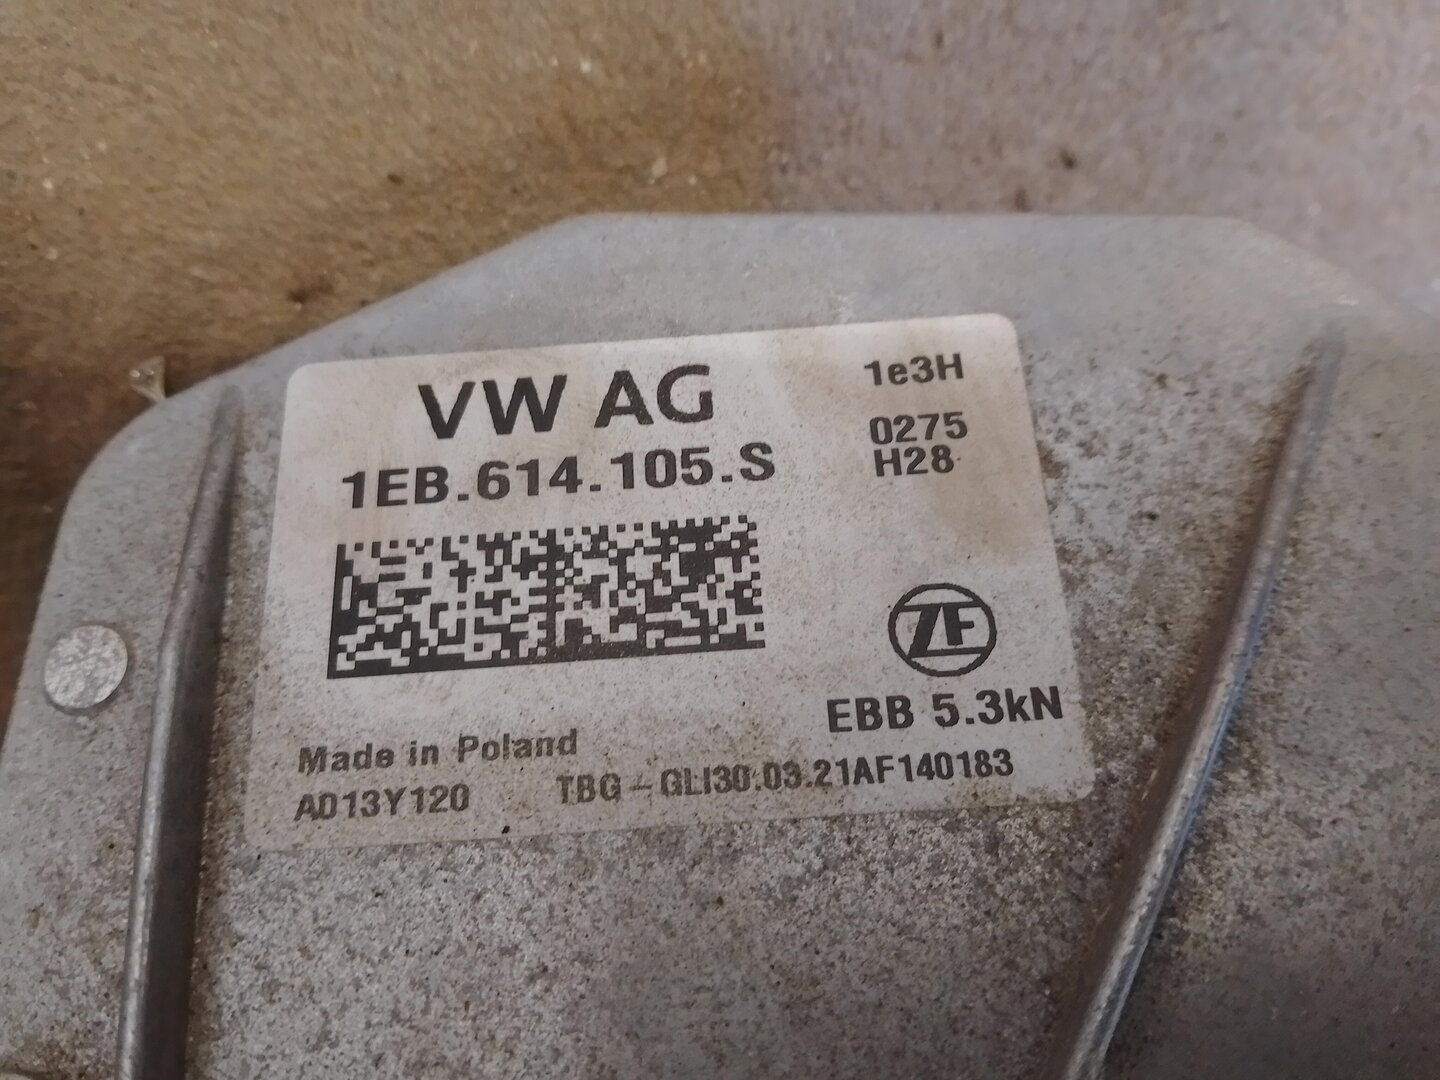 VW AG
1EB.614.105.S
1e3H
0275
H28
ZF
EBB 5.3kN
Made in Poland
AD13Y120 TBG-GLI30.03.21AF140183